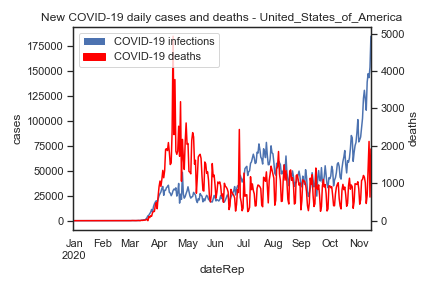 New COVID-19 daily cases and deaths - United_States_of_America
COVID-19 infections
COVID-19 deaths
175000
150000
125000
100000
75000
50000
25000
0
cases
5000
4000
3000
2000
1000
0
deaths
Jan Feb Mar Apr May Jun Jul Aug Sep Oct Nov
2020
dateRep